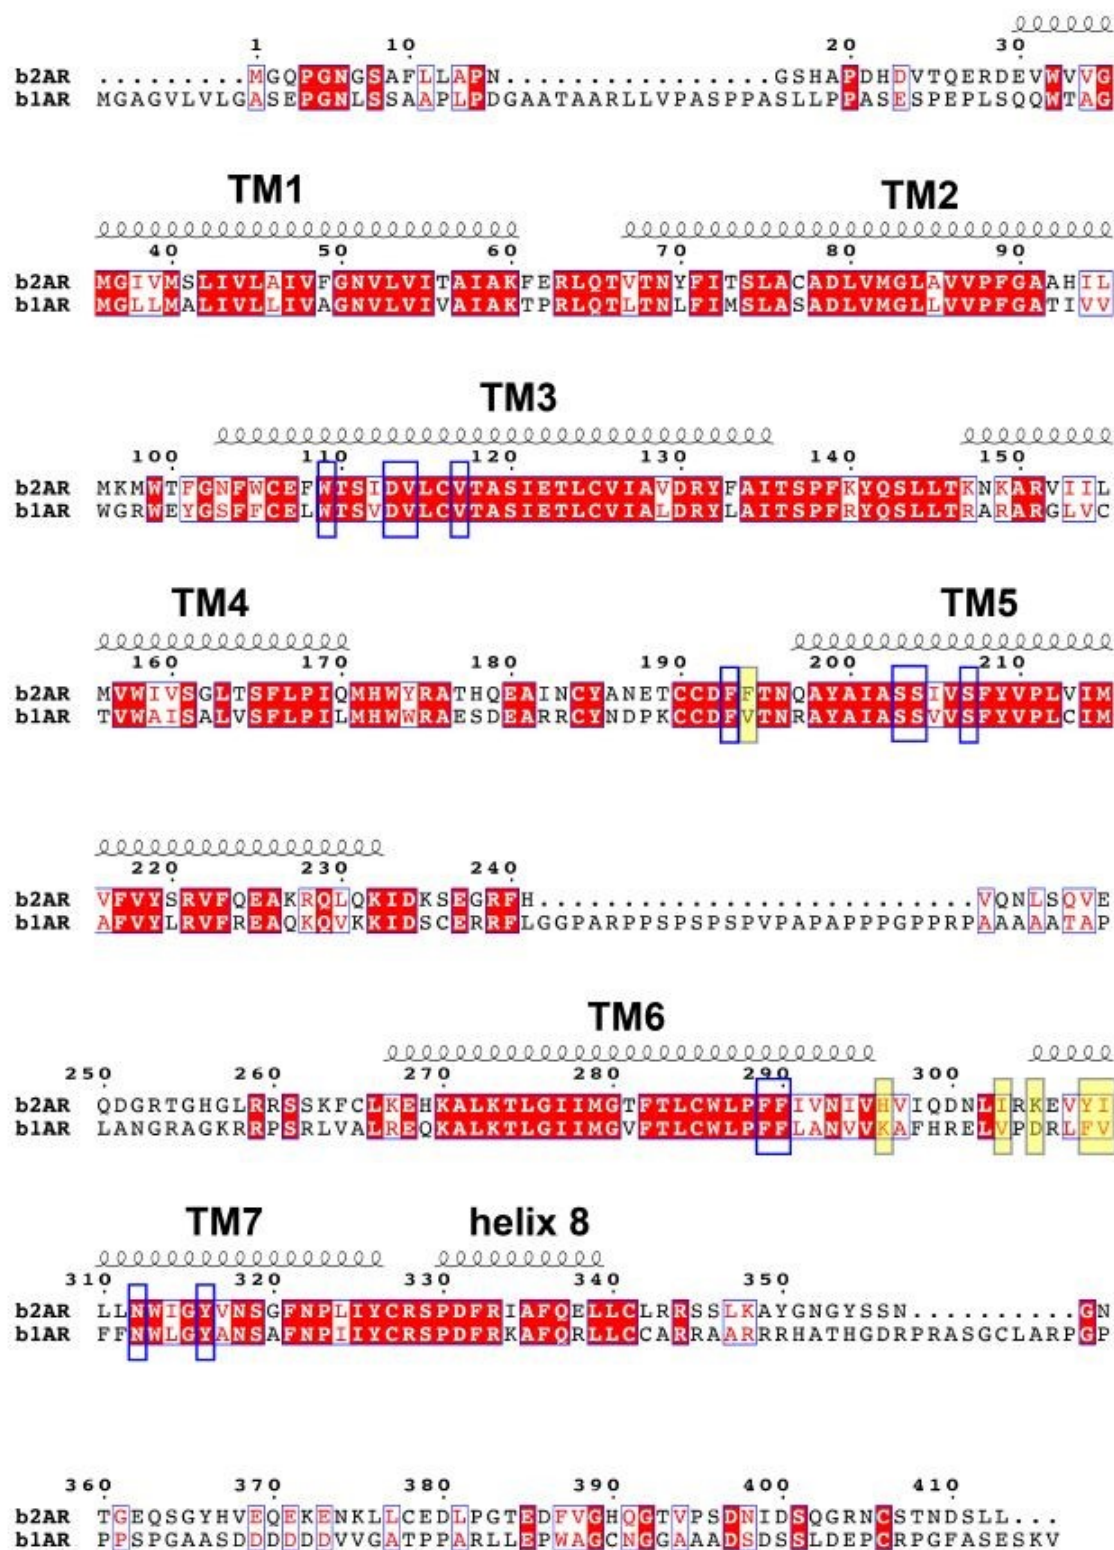 1 10 20 30
b2AR .........MGQPGNGSAFLLAPN................GSHAPDHDVTQERDEVWVVG
b1AR MGAGVLVLGASEPGNLSSAAPLPDGAATAARLLVPASPPASLLPPASESPEPLSQQWTAG
TM1 TM2
40 50 60 70 80 90
b2AR MGIVMSLIVLAIVFGNVLVITAIAKFERLQTVTNYFITSLACADLVMGLAVVPFGAAHIL
b1AR MGLLMALIVLLIVAGNVLVIVAIAKTPRLQTLTNLFIMSLASADLVMGLLVVPFGATIVV
TM3
100 110 120 130 140 150
b2AR MKMWTFGNFWCEFWTSIDVLCVTASIETLCVIAVDRYFAITSPFKYQSLLTKNKARVIIL
b1AR WGRWEYGSFFCELWTSVDVLCVTASIETLCVIALDRYLAITSPFRYQSLLTRARARGLVC
TM4 TM5
160 170 180 190 200 210
b2AR MVWIVSGLTSFLPIQMHWYRATHQEAINCYANETCCDFFTNQAYAIASSIVSFYVPLVIM
b1AR TVWAISALVSFLPILMHWWRAESDEARRCYNDPKCCDFVTNRAYAIASSVVSFYVPLCIM
220 230 240
b2AR VFVYSRVFQEAKRQLQKIDKSEGRFH..........................VQNLSQVE
b1AR AFVYLRVFREAQKQVKKIDSCERRFLGGPARPPSPSPSPVPAPAPPPGPPRPAAAAATAP
TM6
250 260 270 280 290 300
b2AR QDGRTGHGLRRSSKFCLKEHKALKTLGIIMGTFTLCWLPFFIVNIVHVIQDNLIRKEVYI
b1AR LANGRAGKRRPSRLVALREQKALKTLGIIMGVFTLCWLPFFLANVVKAFHRELVPDRLFV
TM7 helix 8
310 320 330 340 350
b2AR LLNWIGYVNSGFNPLIYCRSPDFRIAFQELLCLRRSSLKAYGNGYSSN..........GN
b1AR FFNWLGYANSAFNPIIYCRSPDFRKAFQRLLCCARRAARRRHATHGDRPRASGCLARPGP
360 370 380 390 400 410
b2AR TGEQSGYHVEQEKENKLLCEDLPGTEDFVGHQGTVPSDNIDSQGRNCSTNDSLL...
b1AR PPSPGAASDDDDDDVVGATPPARLLEPWAGCNGGAAADSDSSLDEPCRPGFASESKV